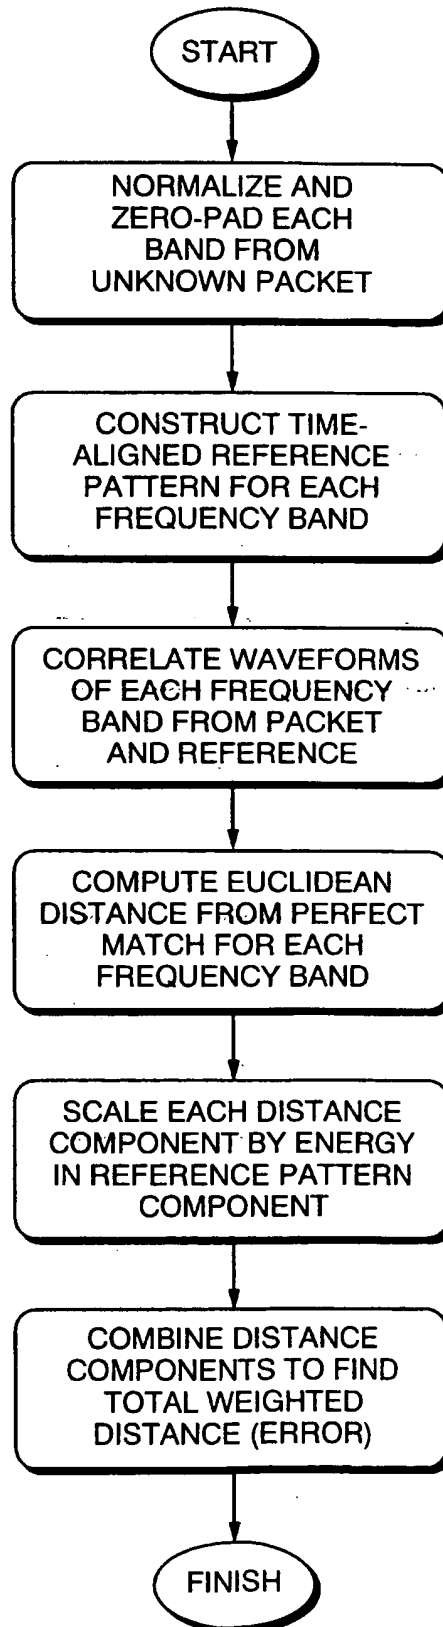 START
NORMALIZE AND
ZERO-PAD EACH
BAND FROM
UNKNOWN PACKET
CONSTRUCT TIME-
ALIGNED REFERENCE
PATTERN FOR EACH
FREQUENCY BAND
CORRELATE WAVEFORMS
OF EACH FREQUENCY
BAND FROM PACKET
AND REFERENCE
COMPUTE EUCLIDEAN
DISTANCE FROM PERFECT
MATCH FOR EACH
FREQUENCY BAND
SCALE EACH DISTANCE
COMPONENT BY ENERGY
IN REFERENCE PATTERN
COMPONENT
COMBINE DISTANCE
COMPONENTS TO FIND
TOTAL WEIGHTED
DISTANCE (ERROR)
FINISH